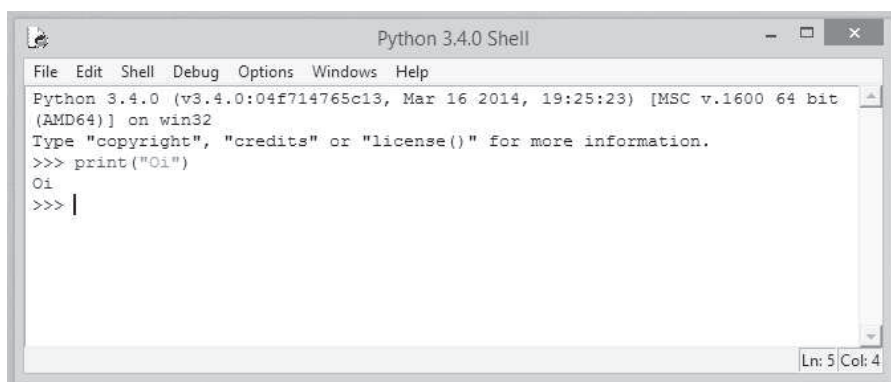 Python 3.4.0 Shell
File Edit Shell Debug Options Windows Help
Python 3.4.0 (v3.4.0:04f714765c13, Mar 16 2014, 19:25:23) [MSC v.1600 64 bit
(AMD64)] on win32
Type "copyright", "credits" or "license()" for more information.
>>> print("Oi")
Oi
>>>
Ln: 5 Col: 4